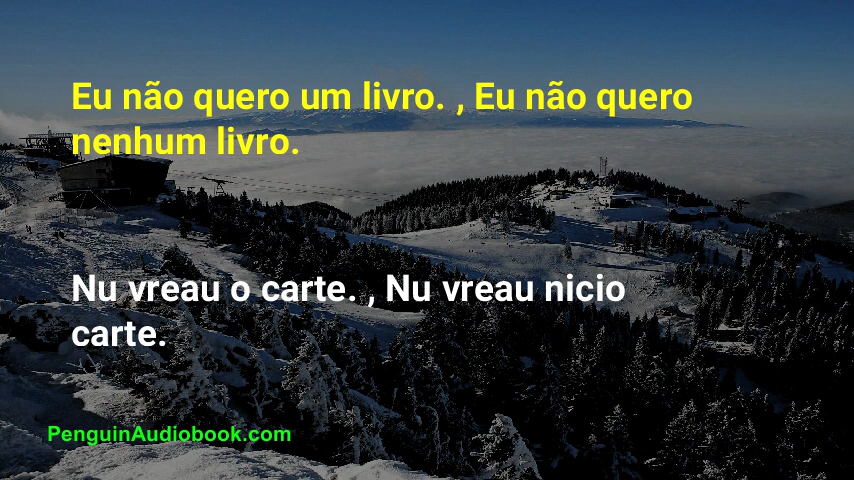 Eu não quero um livro. , Eu não quero
nenhum livro.
Nu vreau o carte. , Nu vreau nicio
carte.
PenguinAudiobook.com